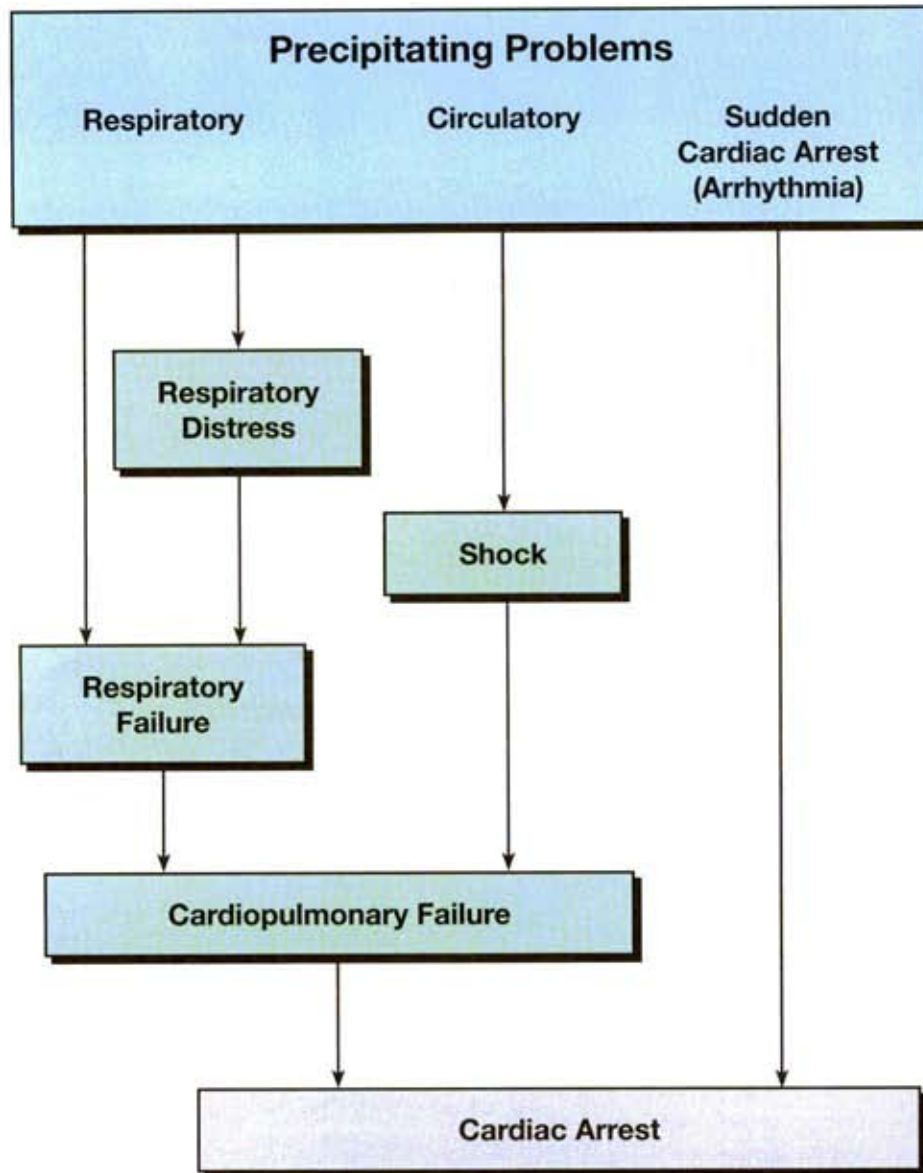 Precipitating Problems
Respiratory
Circulatory
Sudden
Cardiac Arrest
(Arrhythmia)
Respiratory
Distress
Shock
Respiratory
Failure
Cardiopulmonary Failure
Cardiac Arrest